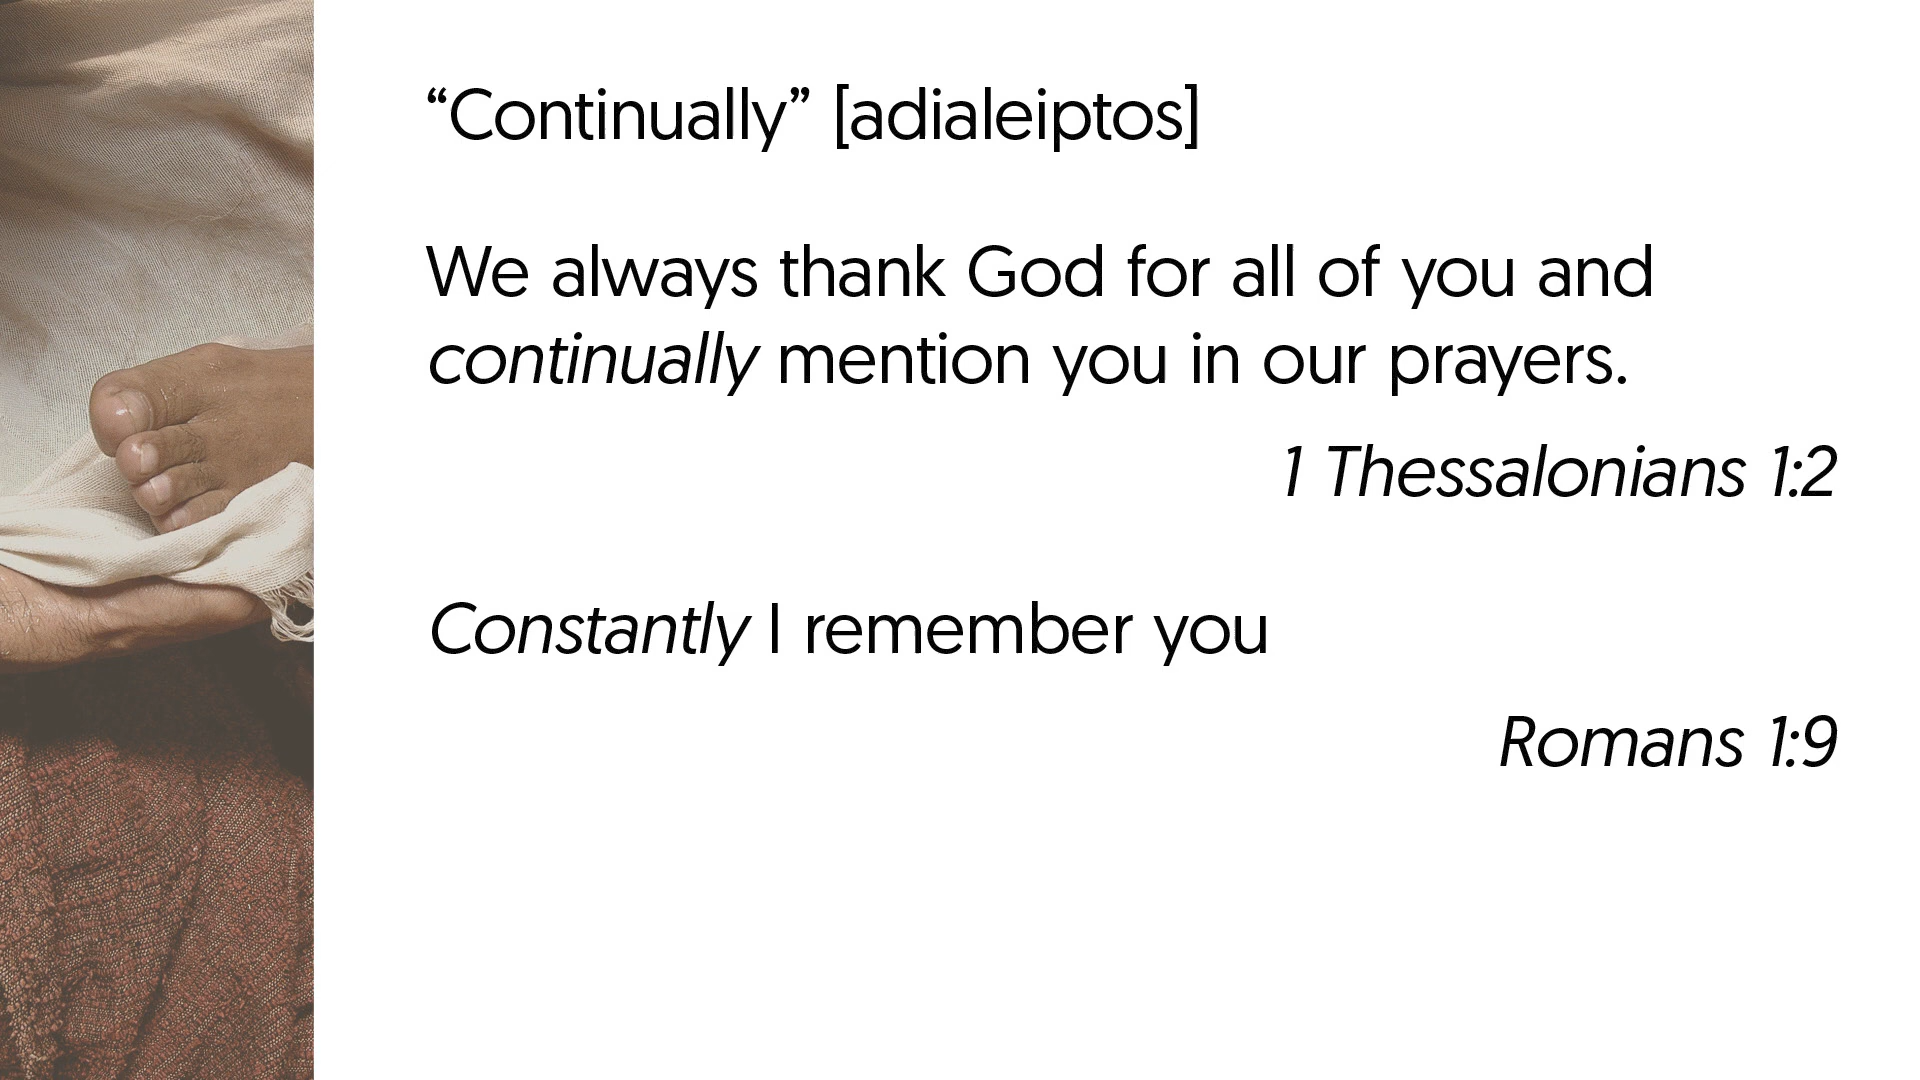 “Continually” [adialeiptos]
We always thank God for all of you and
continually mention you in our prayers.
1 Thessalonians 1:2
Constantly I remember you
Romans 1:9